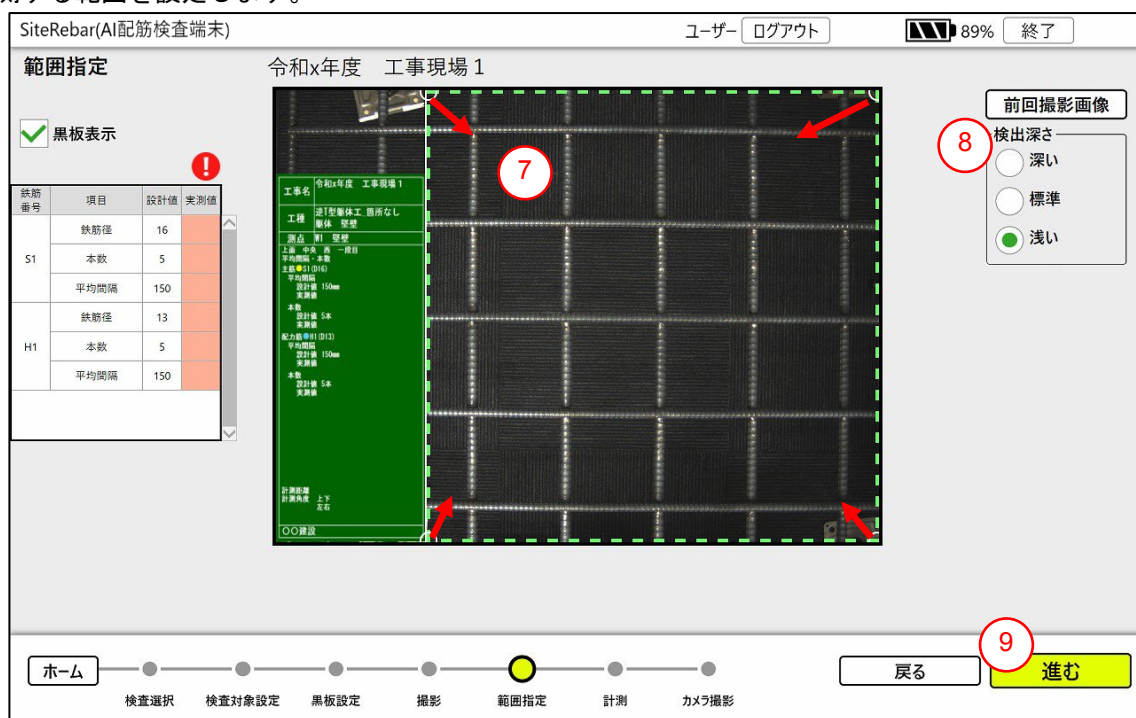 測する範囲を設定します。
SiteRebar(AI配筋検査端末)
ユーザー ログアウト
89% 終了
範囲指定
令和x年度 工事現場1
黒板表示
!
鉄筋番号 項目 設計値 実測値
S1
鉄筋径 16
本数 5
平均間隔 150
H1
鉄筋径 13
本数 5
平均間隔 150
工事名 令和x年度 工事現場1
工種 逆T型躯体工_箇所なし
躯体 竪壁
測点 W1 竪壁
上面 中央 西 一段目
平均間隔・本数
主筋●S1(D16)
平均間隔
設計値 150mm
実測値
本数
設計値 5本
実測値
配力筋●H1(D13)
平均間隔
設計値 150mm
実測値
本数
設計値 5本
実測値
計測距離
計測角度 上下
左右
〇〇建設
7
前回撮影画像
8
検出深さ
深い
標準
浅い
9
ホーム
検査選択
検査対象設定
黒板設定
撮影
範囲指定
計測
カメラ撮影
戻る
進む